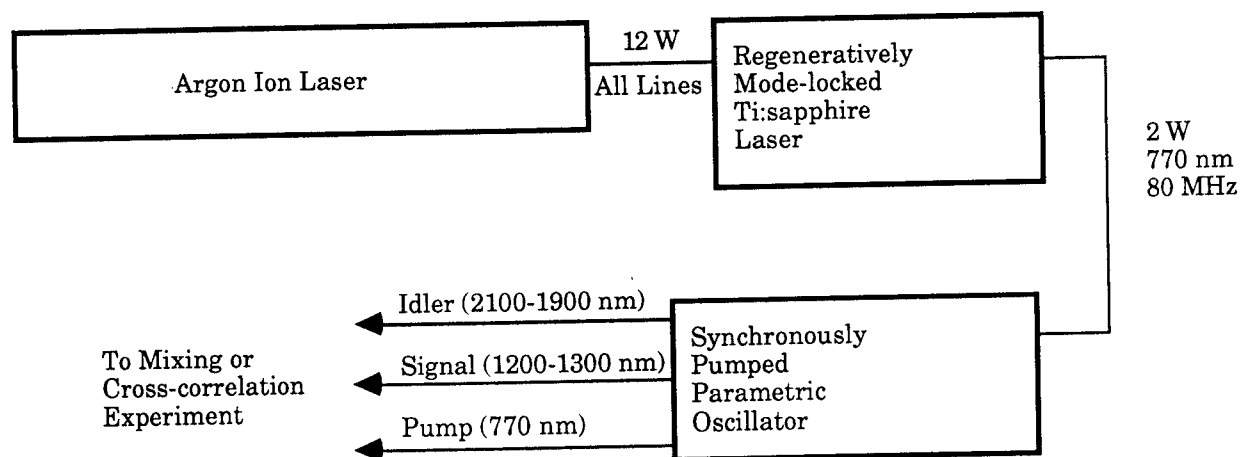 Argon Ion Laser
12 W
All Lines
Regeneratively
Mode-locked
Ti:sapphire
Laser
2 W
770 nm
80 MHz
Idler (2100-1900 nm)
Signal (1200-1300 nm)
Pump (770 nm)
To Mixing or
Cross-correlation
Experiment
Synchronously
Pumped
Parametric
Oscillator